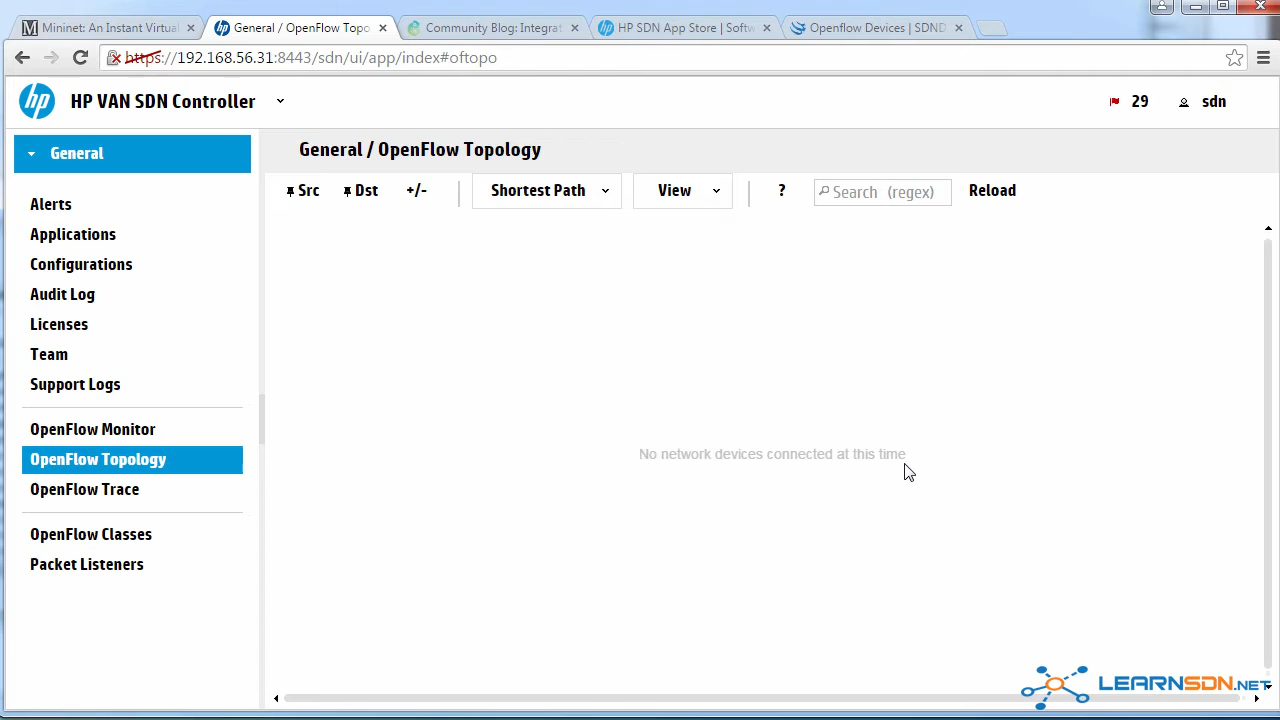 Mininet: An Instant Virtual
General / OpenFlow Topo
Community Blog: Integrat
HP SDN App Store | Softw
Openflow Devices | SDND
https://192.168.56.31:8443/sdn/ui/app/index#oftopo
hp
HP VAN SDN Controller
29
sdn
General
General / OpenFlow Topology
Src
Dst
+/-
Shortest Path
View
?
Search (regex)
Reload
Alerts
Applications
Configurations
Audit Log
Licenses
Team
Support Logs
OpenFlow Monitor
OpenFlow Topology
OpenFlow Trace
OpenFlow Classes
Packet Listeners
No network devices connected at this time
LEARNSDN.NET